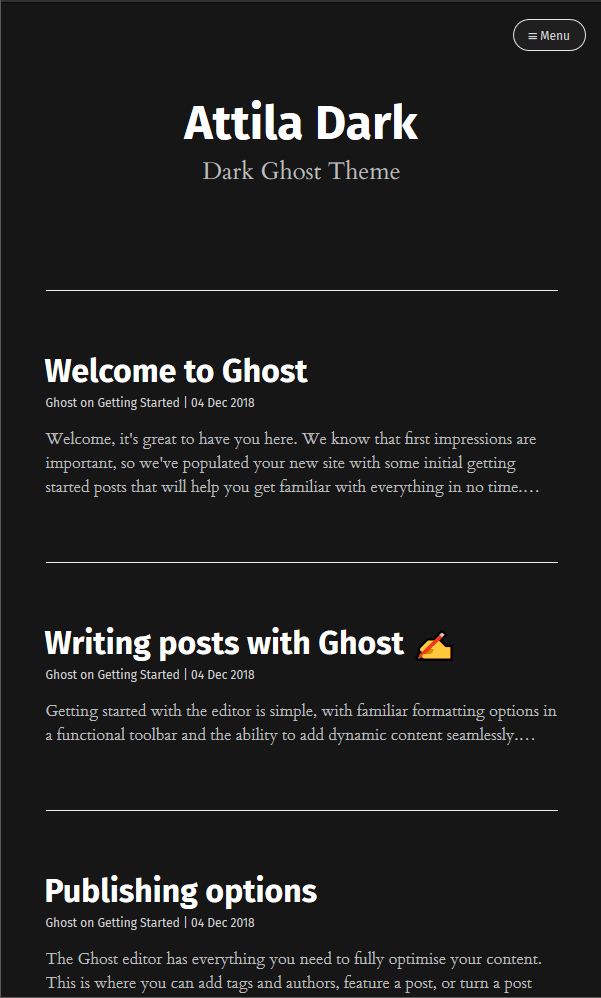 ≡ Menu
Attila Dark
Dark Ghost Theme
Welcome to Ghost
Ghost on Getting Started | 04 Dec 2018
Welcome, it's great to have you here. We know that first impressions are
important, so we've populated your new site with some initial getting
started posts that will help you get familiar with everything in no time.…
Writing posts with Ghost ✍️
Ghost on Getting Started | 04 Dec 2018
Getting started with the editor is simple, with familiar formatting options in
a functional toolbar and the ability to add dynamic content seamlessly.…
Publishing options
Ghost on Getting Started | 04 Dec 2018
The Ghost editor has everything you need to fully optimise your content.
This is where you can add tags and authors, feature a post, or turn a post